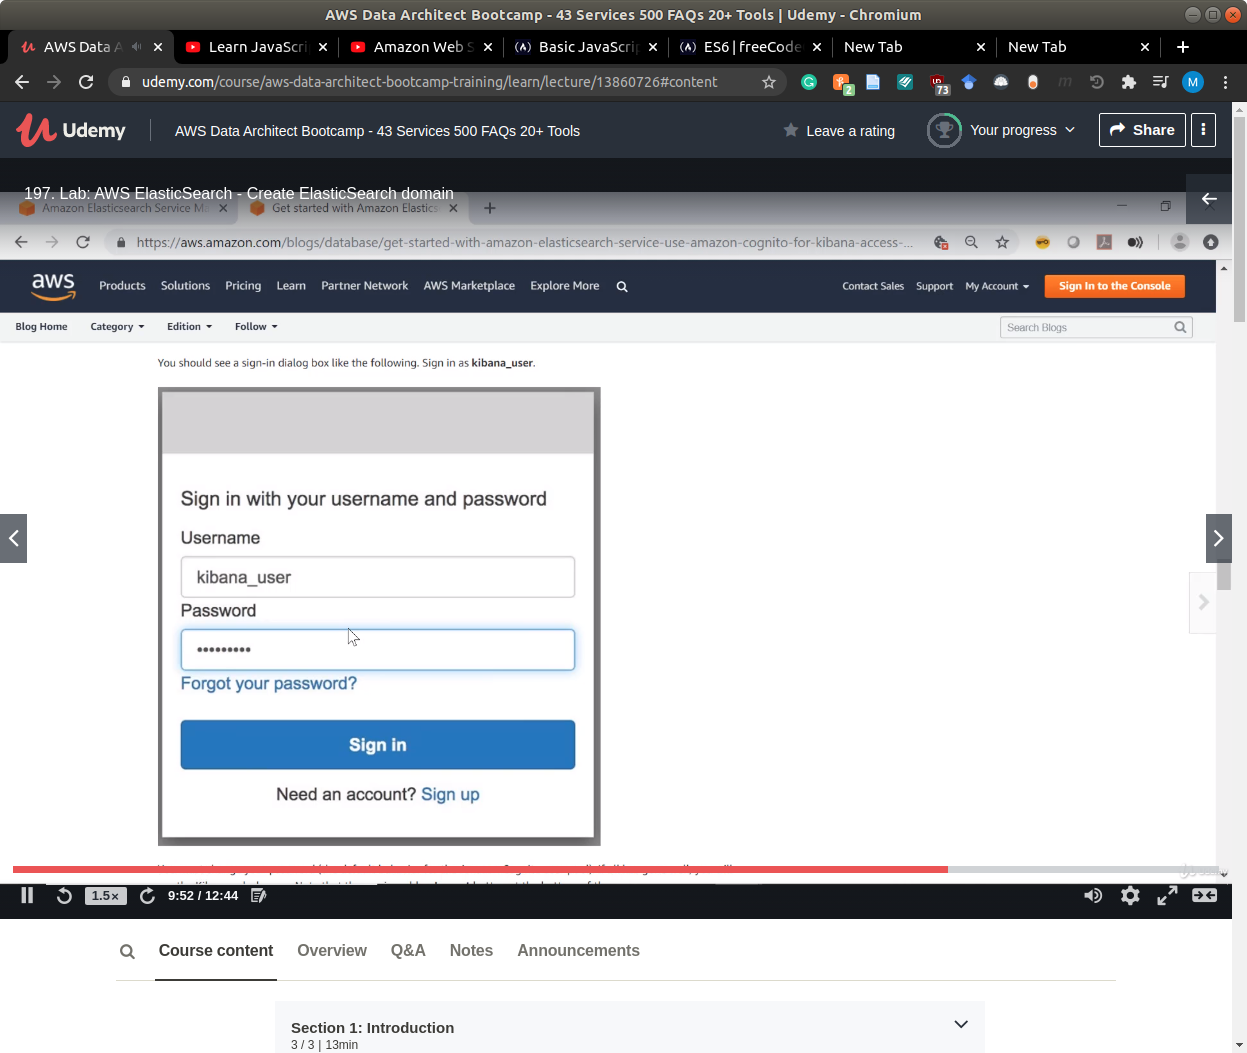 AWS Data Architect Bootcamp - 43 Services 500 FAQs 20+ Tools | Udemy - Chromium
AWS Data A
Learn JavaScri
Amazon Web S
Basic JavaScrip
ES6 | freeCode
New Tab
New Tab
udemy.com/course/aws-data-architect-bootcamp-training/learn/lecture/13860726#content
2
73
M
Udemy
AWS Data Architect Bootcamp - 43 Services 500 FAQs 20+ Tools
Leave a rating
Your progress
Share
197. Lab: AWS ElasticSearch - Create ElasticSearch domain
Amazon Elasticsearch Service M
Get started with Amazon Elastics
https://aws.amazon.com/blogs/database/get-started-with-amazon-elasticsearch-service-use-amazon-cognito-for-kibana-access-...
aws
Products
Solutions
Pricing
Learn
Partner Network
AWS Marketplace
Explore More
Contact Sales
Support
My Account
Sign In to the Console
Blog Home
Category
Edition
Follow
Search Blogs
You should see a sign-in dialog box like the following. Sign in as kibana_user.
Sign in with your username and password
Username
kibana_user
Password
Forgot your password?
Sign in
Need an account? Sign up
1.5×
9:52 / 12:44
Course content
Overview
Q&A
Notes
Announcements
Section 1: Introduction
3 / 3 | 13min